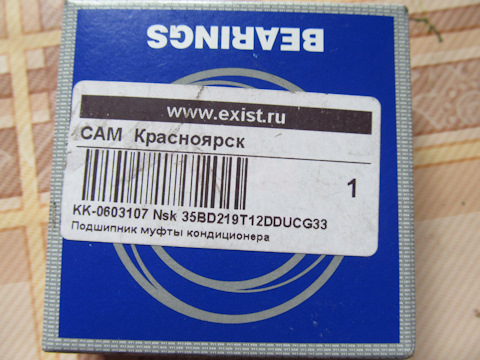 BEARINGS
www.exist.ru
САМ Красноярск
1
КК-0603107 Nsk 35BD219T12DDUCG33
Подшипник муфты кондиционера